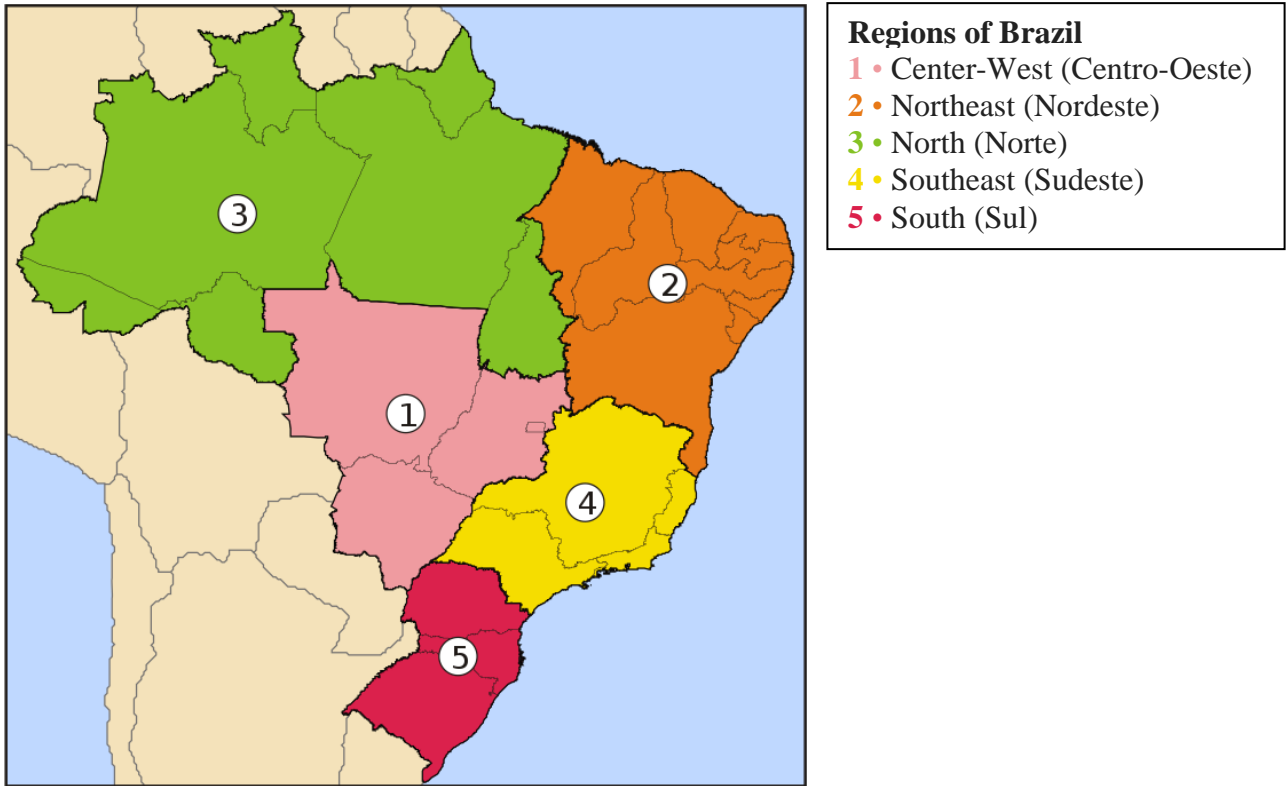 Regions of Brazil
1 • Center-West (Centro-Oeste)
2 • Northeast (Nordeste)
3 • North (Norte)
4 • Southeast (Sudeste)
5 • South (Sul)
3
2
1
4
5